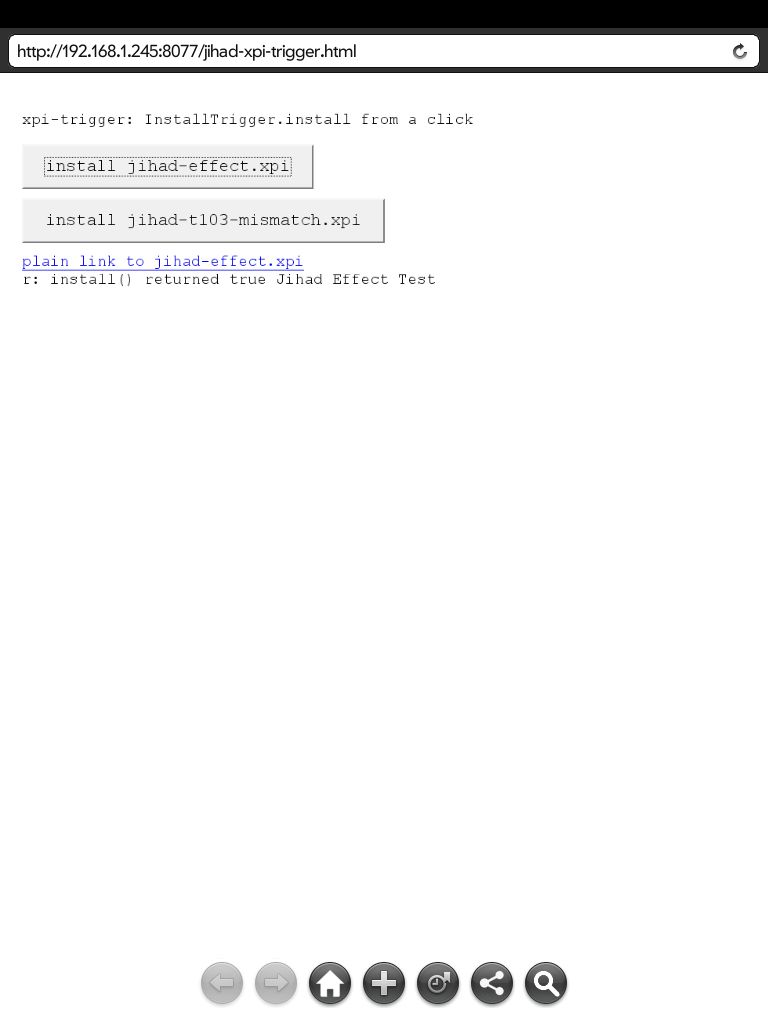 http://192.168.1.245:8077/jihad-xpi-trigger.html
xpi-trigger: InstallTrigger.install from a click
install jihad-effect.xpi
install jihad-t103-mismatch.xpi
plain link to jihad-effect.xpi
r: install() returned true Jihad Effect Test